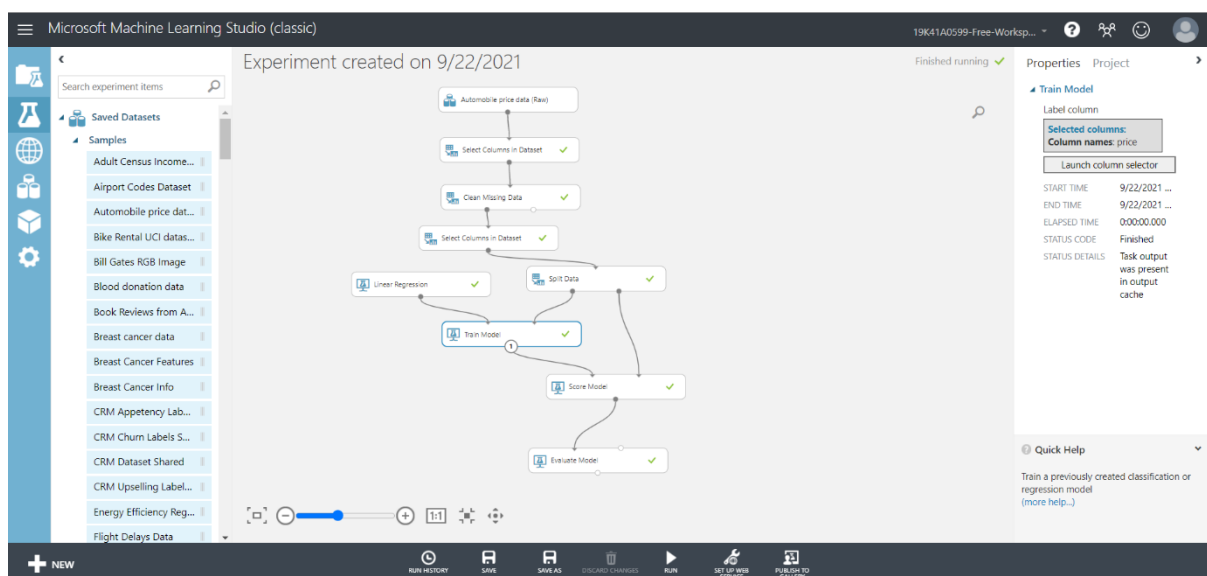 Microsoft Machine Learning Studio (classic)
19K41A0599-Free-Worksp...
Search experiment items
Saved Datasets
Samples
Adult Census Income...
Airport Codes Dataset
Automobile price dat...
Bike Rental UCI datas...
Bill Gates RGB Image
Blood donation data
Book Reviews from A...
Breast cancer data
Breast Cancer Features
Breast Cancer Info
CRM Appetency Lab...
CRM Churn Labels S...
CRM Dataset Shared
CRM Upselling Label...
Energy Efficiency Reg...
Flight Delays Data
Experiment created on 9/22/2021
Finished running
Automobile price data (Raw)
Select Columns in Dataset
Clean Missing Data
Select Columns in Dataset
Linear Regression
Split Data
Train Model
1
Score Model
Evaluate Model
1:1
Properties Project
Train Model
Label column
Selected columns:
Column names: price
Launch column selector
START TIME 9/22/2021 ...
END TIME 9/22/2021 ...
ELAPSED TIME 0:00:00.000
STATUS CODE Finished
STATUS DETAILS Task output
was present
in output
cache
Quick Help
Train a previously created classification or
regression model
(more help...)
NEW
RUN HISTORY
SAVE
SAVE AS
DISCARD CHANGES
RUN
SET UP WEB
SERVICE
PUBLISH TO
GALLERY